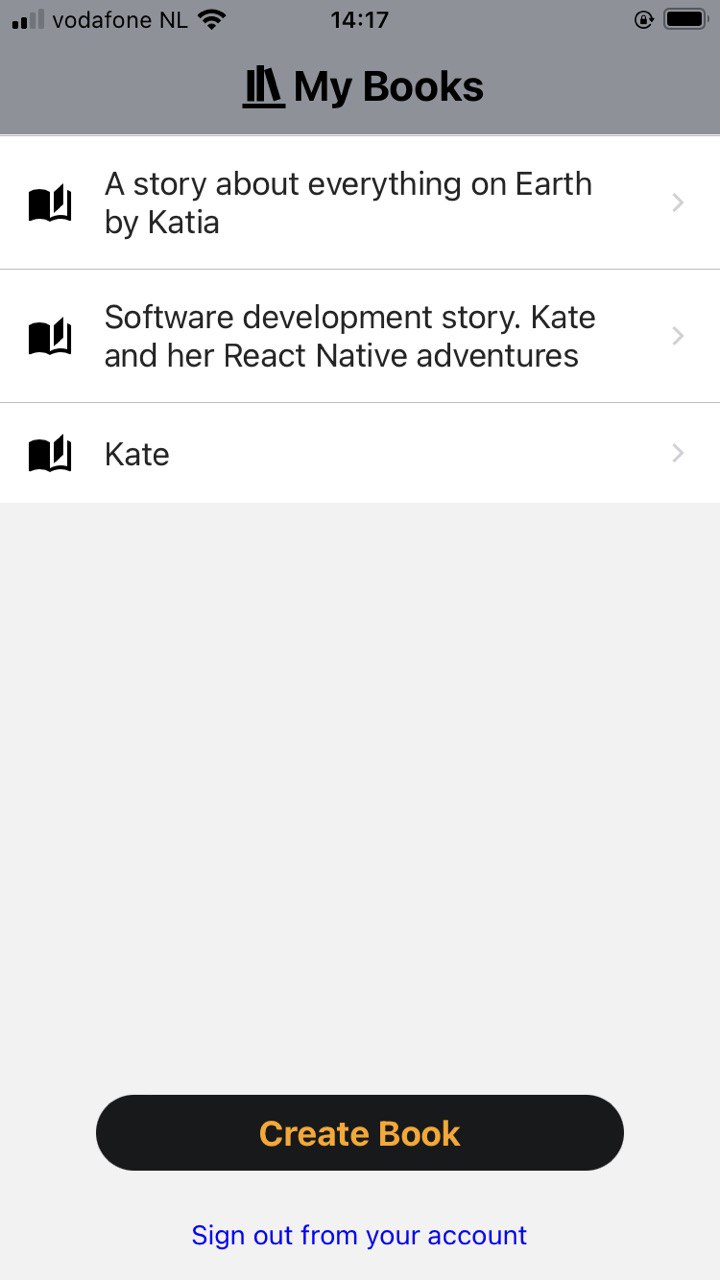 vodafone NL 14:17
My Books
A story about everything on Earth
by Katia
Software development story. Kate
and her React Native adventures
Kate
Create Book
Sign out from your account